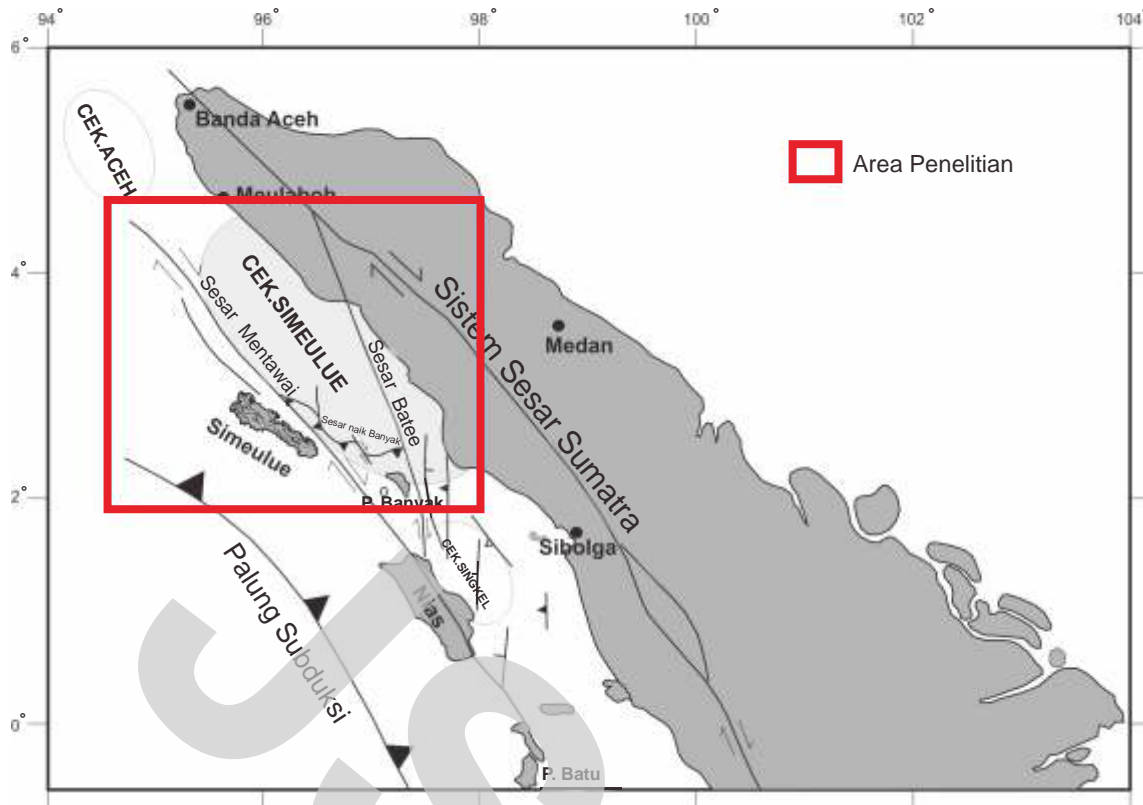 94°
96°
98°
100°
102°
104°
6°
4°
2°
0°
CEK.ACEH
Banda Aceh
Meulaboh
Area Penelitian
CEK.SIMEULUE
Sesar Mentawai
Sistem Sesar Sumatra
Medan
Sesar Batee
Sesar naik Banyak
Simeulue
P. Banyak
CEK.SINGKEL
Sibolga
Nias
Palung Subduksi
P. Batu